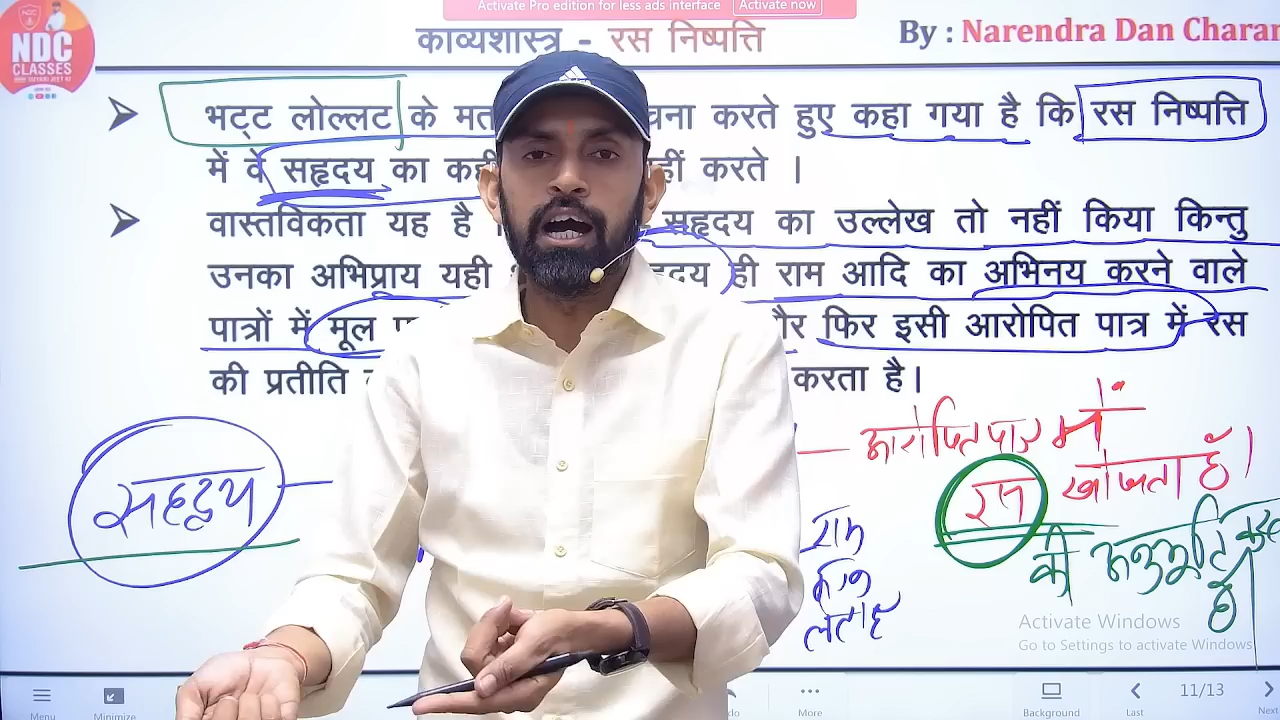 Activate Pro edition for less ads interface Activate now
NDC
CLASSES
काव्यशास्त्र - रस निष्पत्ति
By : Narendra Dan Charan
भट्ट लोल्लट के मत चना करते हुए कहा गया है कि रस निष्पत्ति
में वे सहृदय का नहीं करते ।
वास्तविकता यह है सहृदय का उल्लेख तो नहीं किया किन्तु
उनका अभिप्राय यही ही राम आदि का अभिनय करने वाले
पात्रों में मूल फिर इसी आरोपित पात्र में रस
की प्रतीति करता है।
— आरोपित पात्र में
सहृदय —
रस खोजता है।
की अनुभूति
राम
Activate Windows
Go to Settings to activate Windows
Menu Minimize More Background Last 11/13 Next